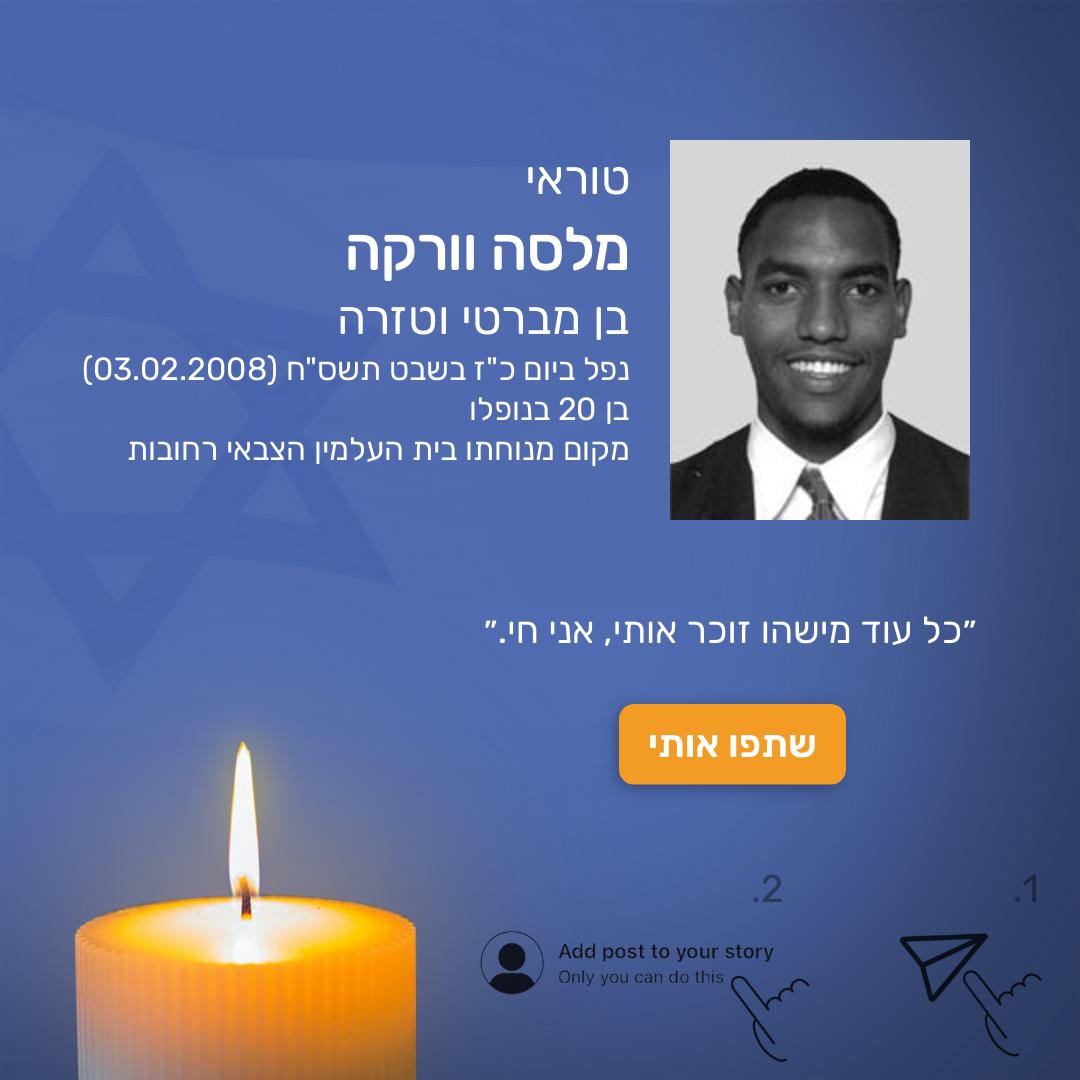 טוראי
מלסה וורקה
בן מברטי וטזרה
נפל ביום כ"ז בשבט תשס"ח (03.02.2008)
בן 20 בנופלו
מקום מנוחתו בית העלמין הצבאי רחובות
״כל עוד מישהו זוכר אותי, אני חי.״
שתפו אותי
.1
.2
Add post to your story
Only you can do this